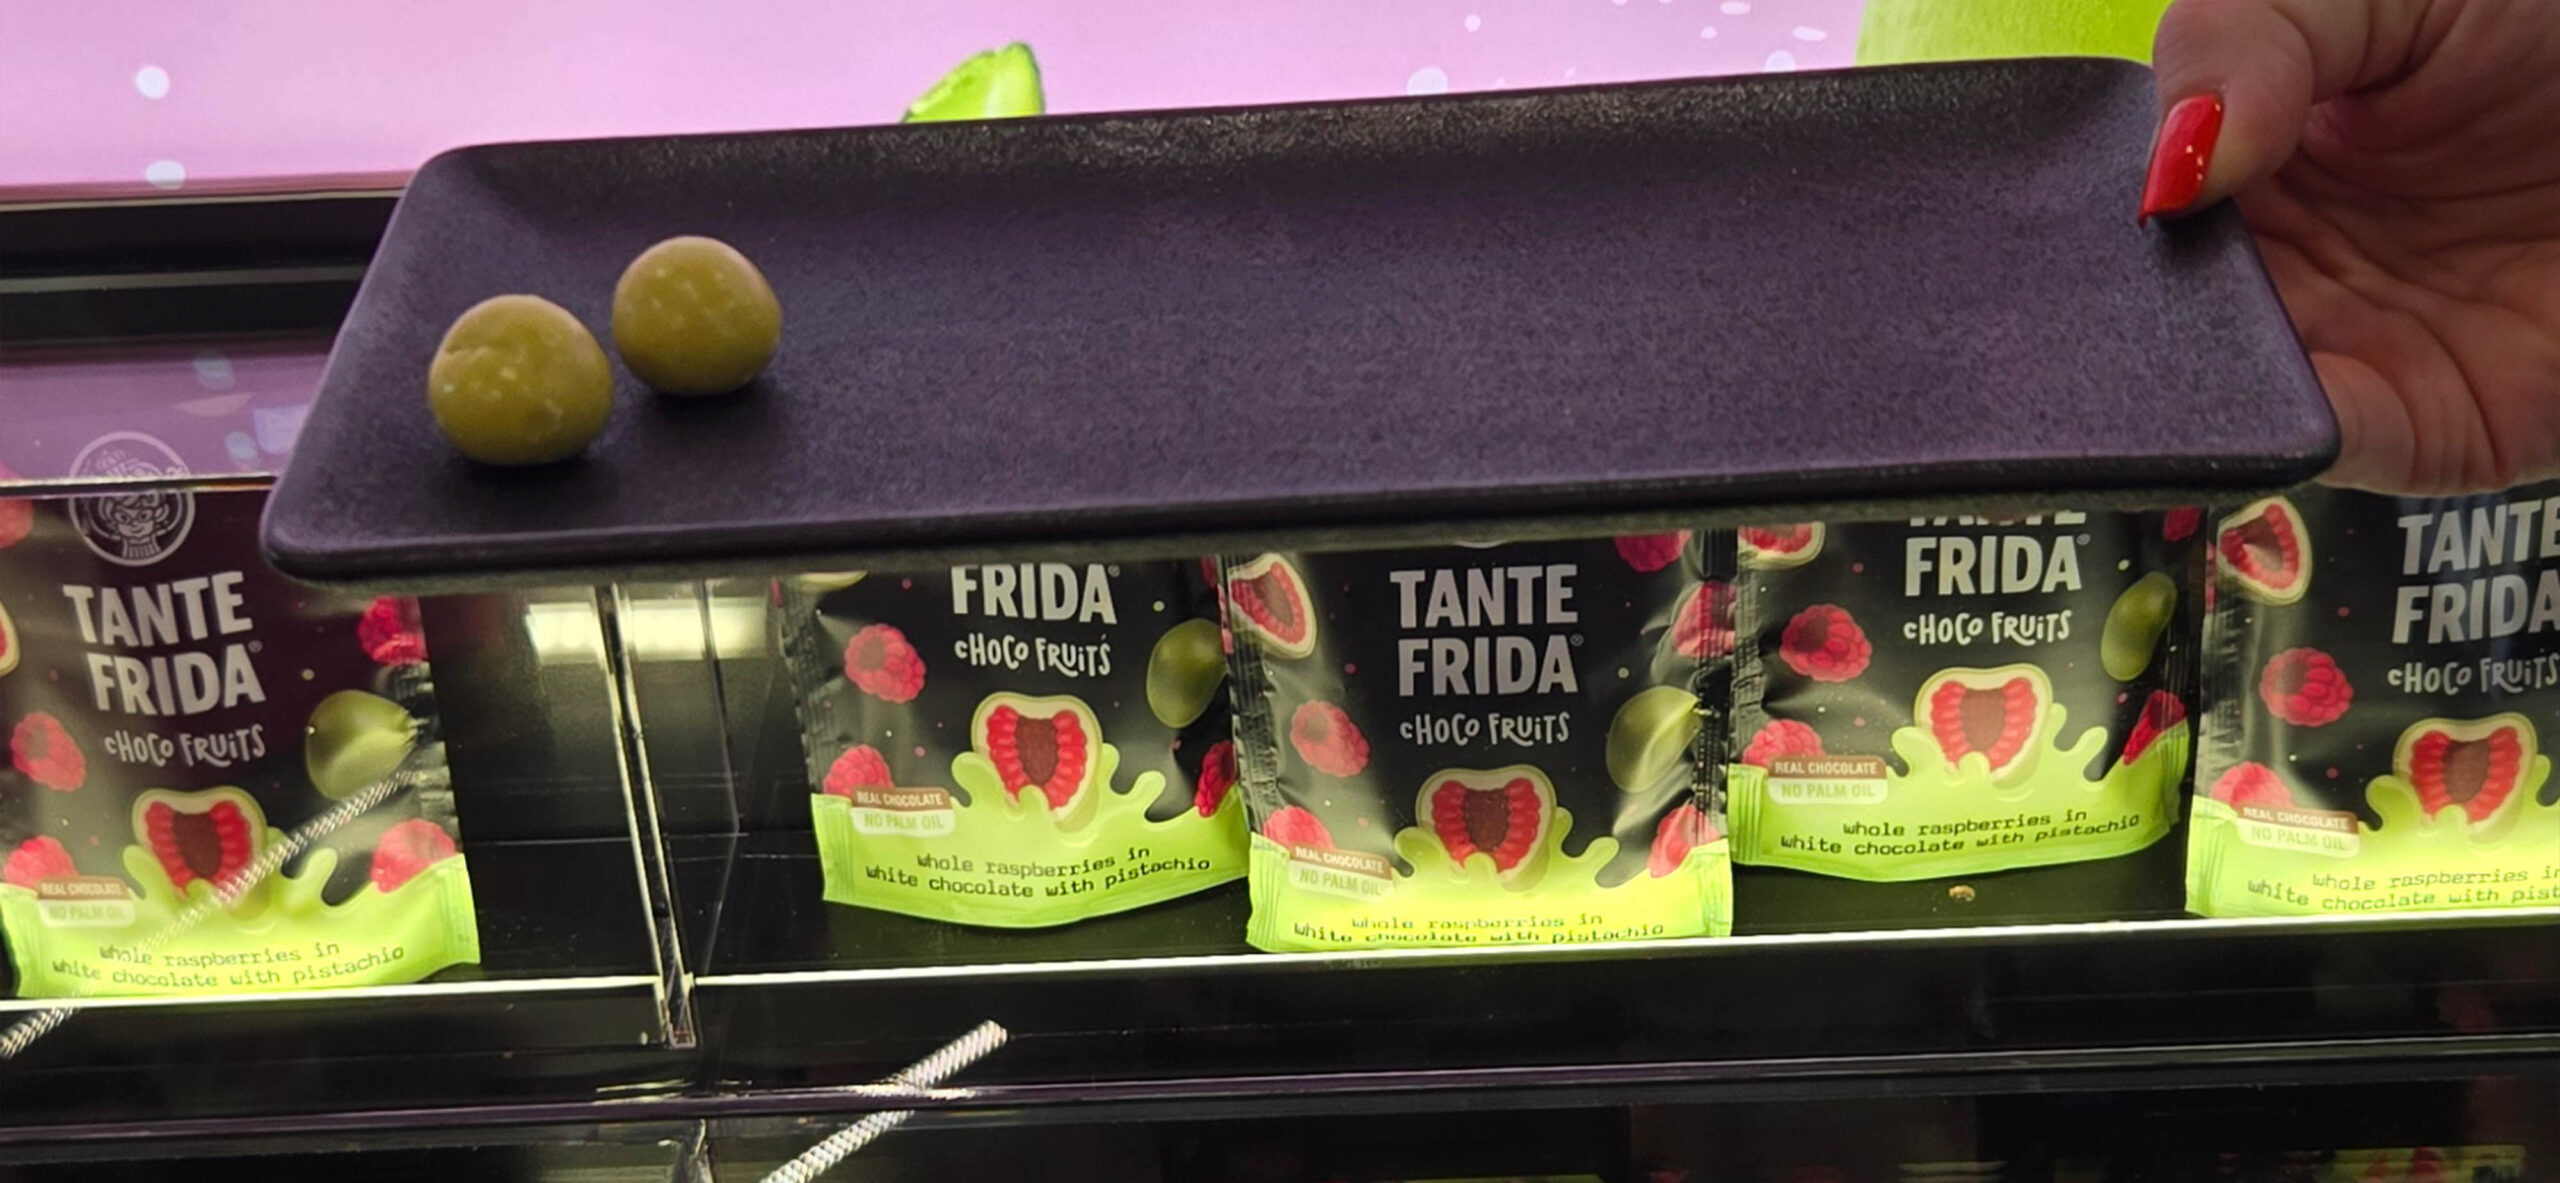 TANTE
FRIDA®
CHOCO FRUITS
REAL CHOCOLATE
NO PALM OIL
whole raspberries in
white chocolate with pistachio
FRIDA®
CHOCO FRUITS
REAL CHOCOLATE
NO PALM OIL
whole raspberries in
white chocolate with pistachio
TANTE
FRIDA®
CHOCO FRUITS
REAL CHOCOLATE
NO PALM OIL
whole raspberries in
white chocolate with pistachio
TANTE
FRIDA®
CHOCO FRUITS
REAL CHOCOLATE
NO PALM OIL
whole raspberries in
white chocolate with pistachio
TANTE
FRIDA
CHOCO FRUITS
REAL CHOCOLATE
NO PALM OIL
whole raspberries in
white chocolate with pist